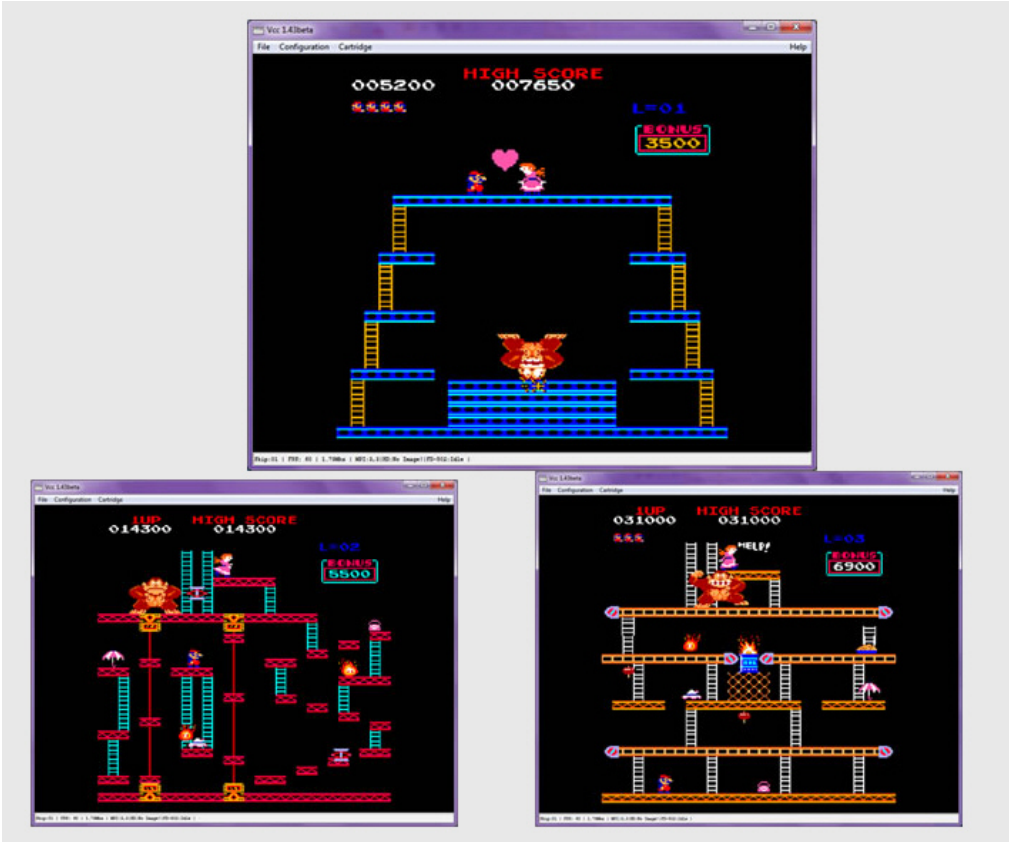 Vcc 1.43beta
File Configuration Cartridge Help
HIGH SCORE
005200 007650
L=01
BONUS
3500
Vcc 1.43beta
File Configuration Cartridge Help
1UP HIGH SCORE
014300 014300
L=02
BONUS
5500
Vcc 1.43beta
File Configuration Cartridge Help
1UP HIGH SCORE
031000 031000
L=03
HELP!
BONUS
6900